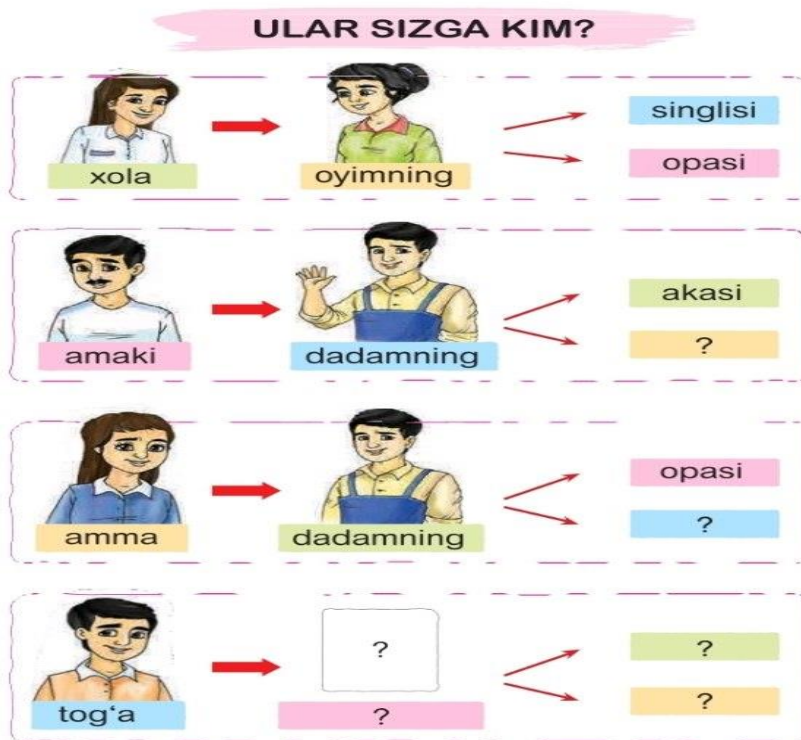 ULAR SIZGA KIM?
singlisi
xola
oyimning
opasi
akasi
amaki
dadamning
?
opasi
amma
dadamning
?
?
?
tog‘a
?
?